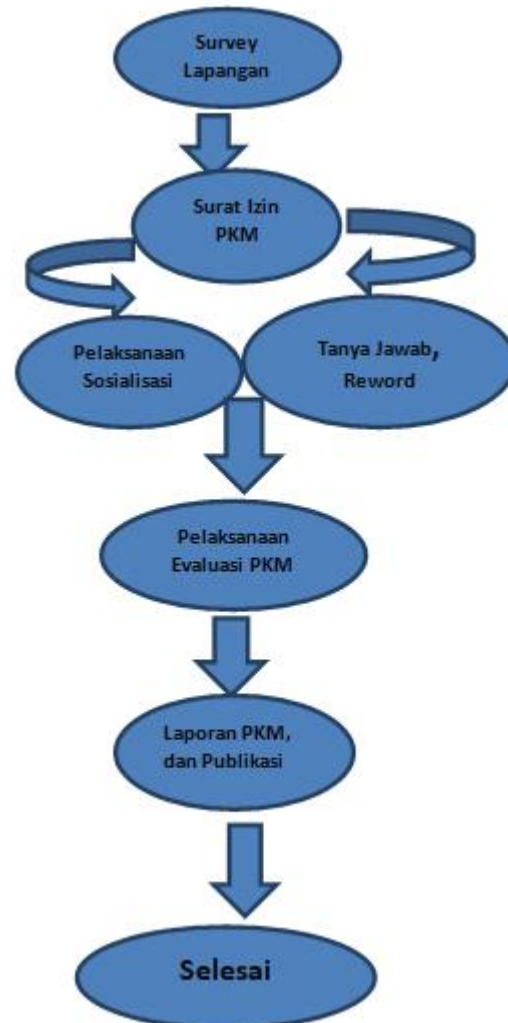 Survey
Lapangan
Surat Izin
PKM
Pelaksanaan
Sosialisasi
Tanya Jawab,
Reword
Pelaksanaan
Evaluasi PKM
Laporan PKM,
dan Publikasi
Selesai